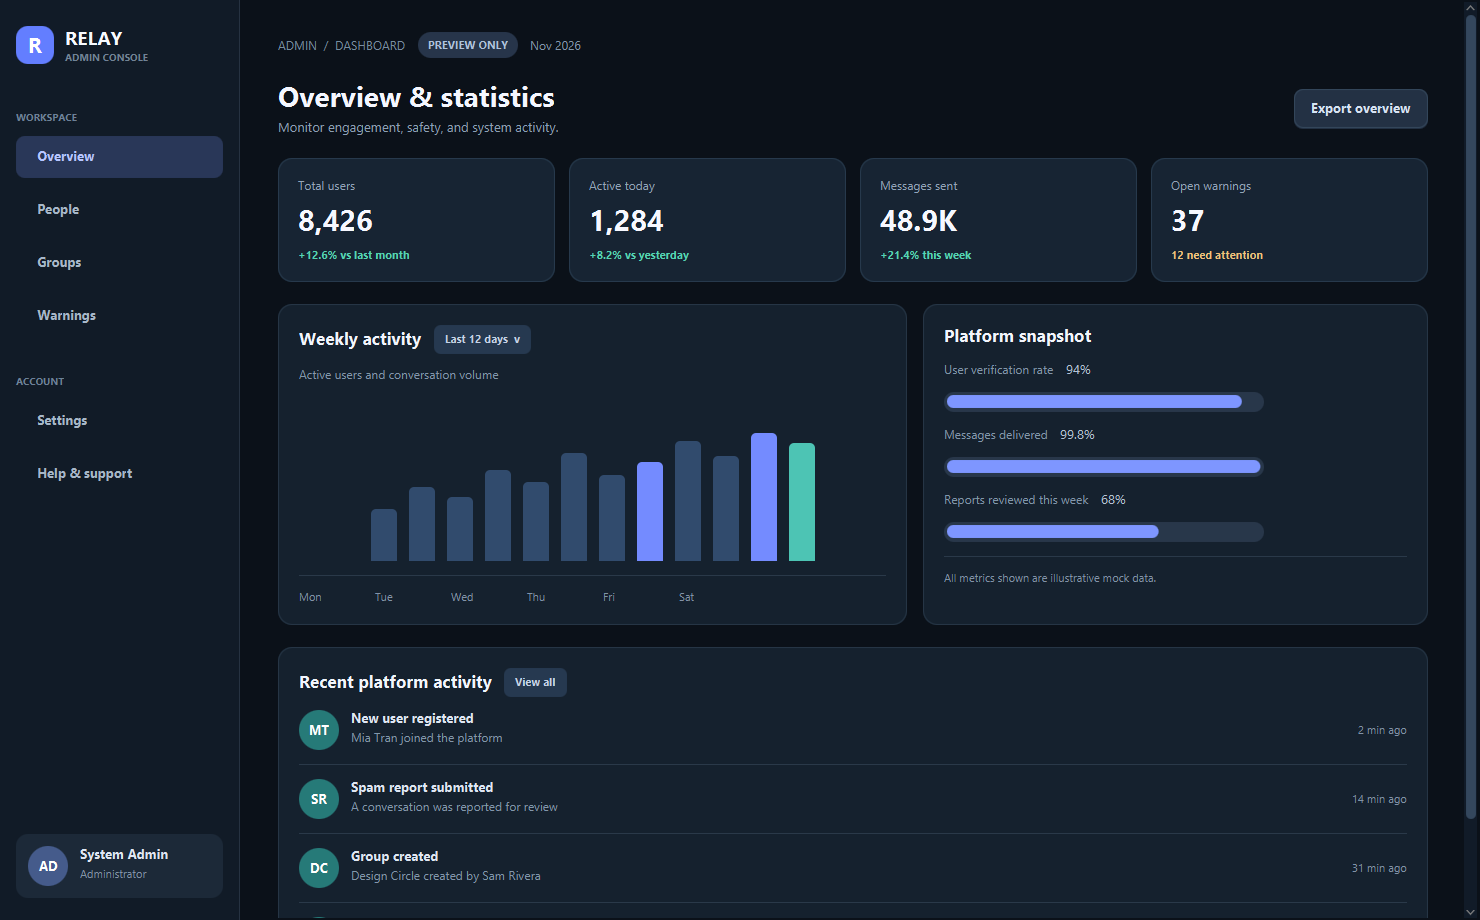 R
RELAY
ADMIN CONSOLE
WORKSPACE
Overview
People
Groups
Warnings
ACCOUNT
Settings
Help & support
AD
System Admin
Administrator
ADMIN / DASHBOARD PREVIEW ONLY Nov 2026
Overview & statistics
Monitor engagement, safety, and system activity.
Export overview
Total users
8,426
+12.6% vs last month
Active today
1,284
+8.2% vs yesterday
Messages sent
48.9K
+21.4% this week
Open warnings
37
12 need attention
Weekly activity Last 12 days v
Active users and conversation volume
Mon Tue Wed Thu Fri Sat
Platform snapshot
User verification rate 94%
Messages delivered 99.8%
Reports reviewed this week 68%
All metrics shown are illustrative mock data.
Recent platform activity View all
MT
New user registered
Mia Tran joined the platform
2 min ago
SR
Spam report submitted
A conversation was reported for review
14 min ago
DC
Group created
Design Circle created by Sam Rivera
31 min ago